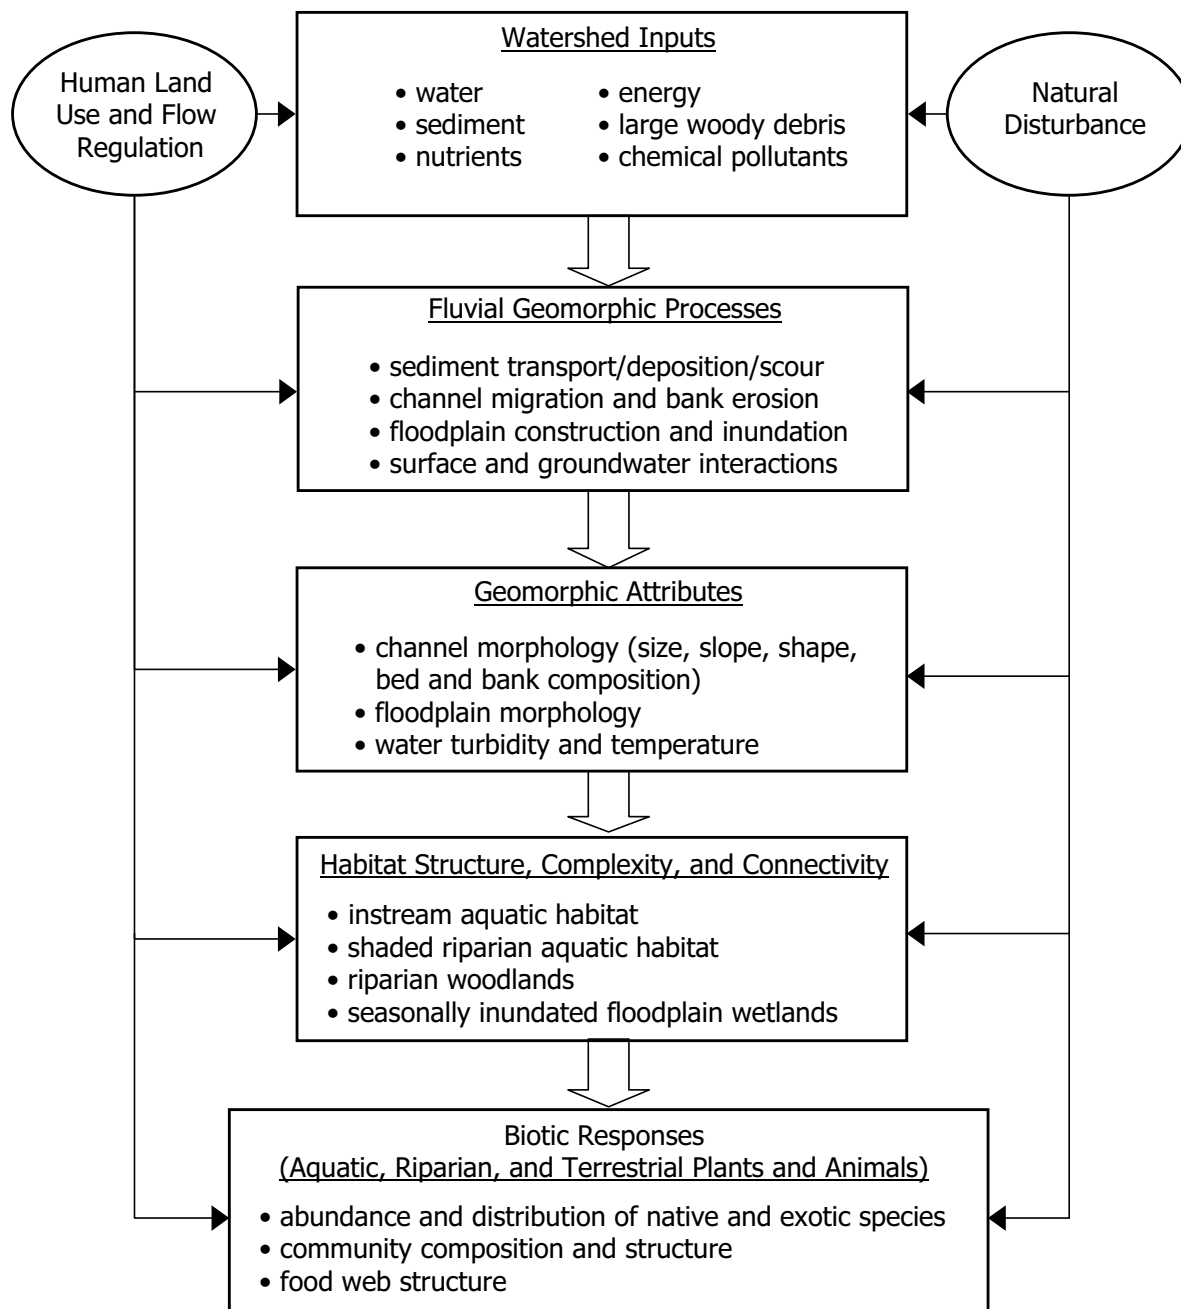 Human Land
Use and Flow
Regulation
Watershed Inputs
• water
• sediment
• nutrients
• energy
• large woody debris
• chemical pollutants
Natural
Disturbance
Fluvial Geomorphic Processes
• sediment transport/deposition/scour
• channel migration and bank erosion
• floodplain construction and inundation
• surface and groundwater interactions
Geomorphic Attributes
• channel morphology (size, slope, shape,
bed and bank composition)
• floodplain morphology
• water turbidity and temperature
Habitat Structure, Complexity, and Connectivity
• instream aquatic habitat
• shaded riparian aquatic habitat
• riparian woodlands
• seasonally inundated floodplain wetlands
Biotic Responses
(Aquatic, Riparian, and Terrestrial Plants and Animals)
• abundance and distribution of native and exotic species
• community composition and structure
• food web structure